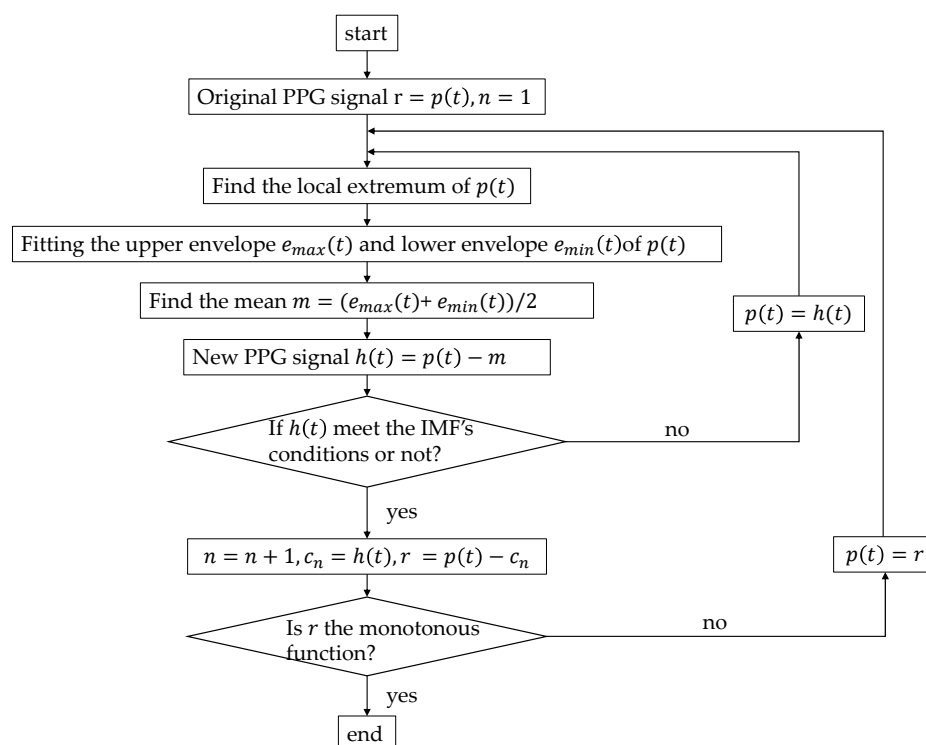 start
Original PPG signal r = p(t), n = 1
Find the local extremum of p(t)
Fitting the upper envelope e_max(t) and lower envelope e_min(t)of p(t)
Find the mean m = (e_max(t)+ e_min(t))/2
p(t) = h(t)
New PPG signal h(t) = p(t) − m
If h(t) meet the IMF's
conditions or not?
no
yes
n = n + 1, c_n = h(t), r = p(t) − c_n
p(t) = r
Is r the monotonous
function?
no
yes
end